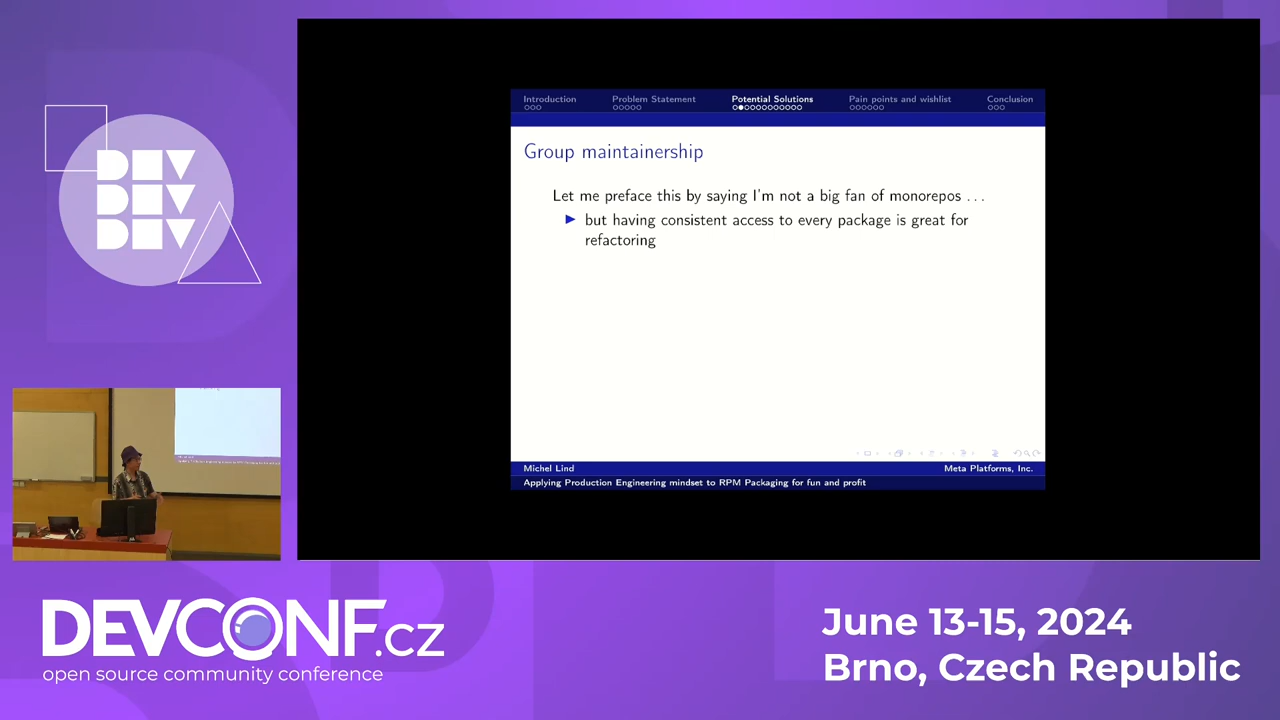 DEV
DEV
DEV
Introduction
Problem Statement
Potential Solutions
Pain points and wishlist
Conclusion
Group maintainership
Let me preface this by saying I'm not a big fan of monorepos ...
but having consistent access to every package is great for
refactoring
Michel Lind
Meta Platforms, Inc.
Applying Production Engineering mindset to RPM Packaging for fun and profit
DEVCONF.cz
open source community conference
June 13-15, 2024
Brno, Czech Republic